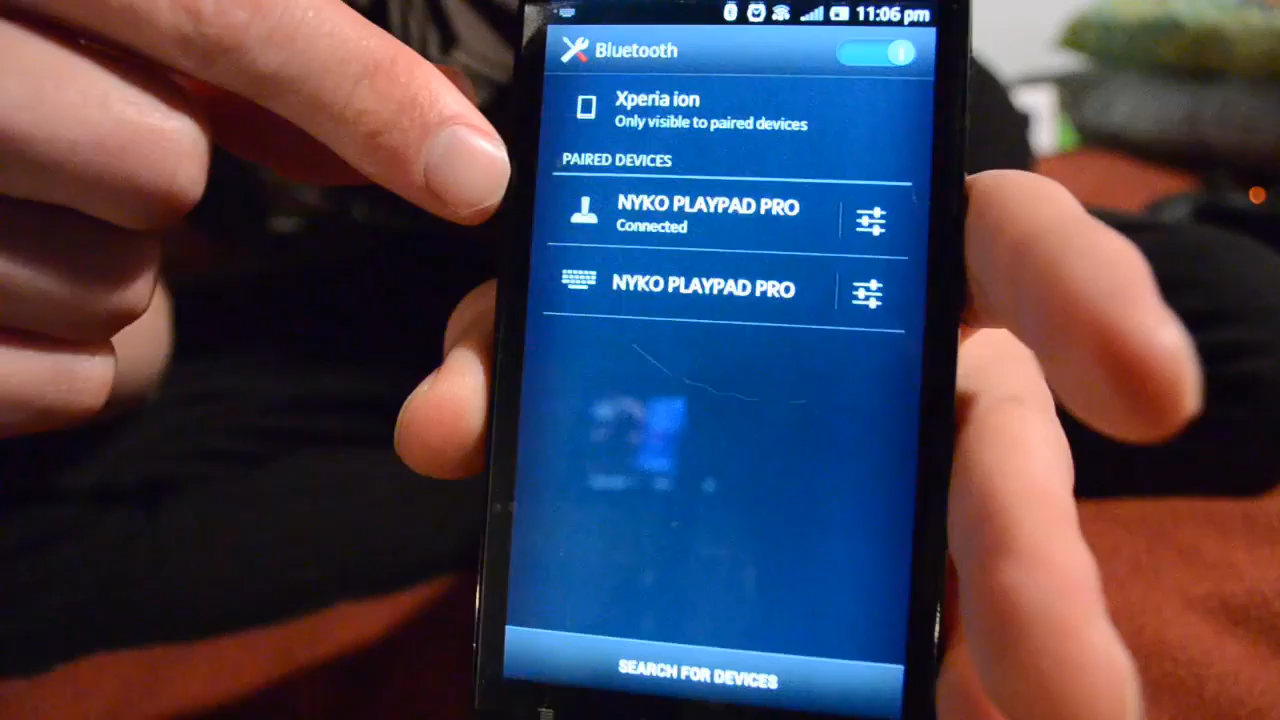 11:06 pm
Bluetooth
Xperia ion
Only visible to paired devices
PAIRED DEVICES
NYKO PLAYPAD PRO
Connected
NYKO PLAYPAD PRO
SEARCH FOR DEVICES